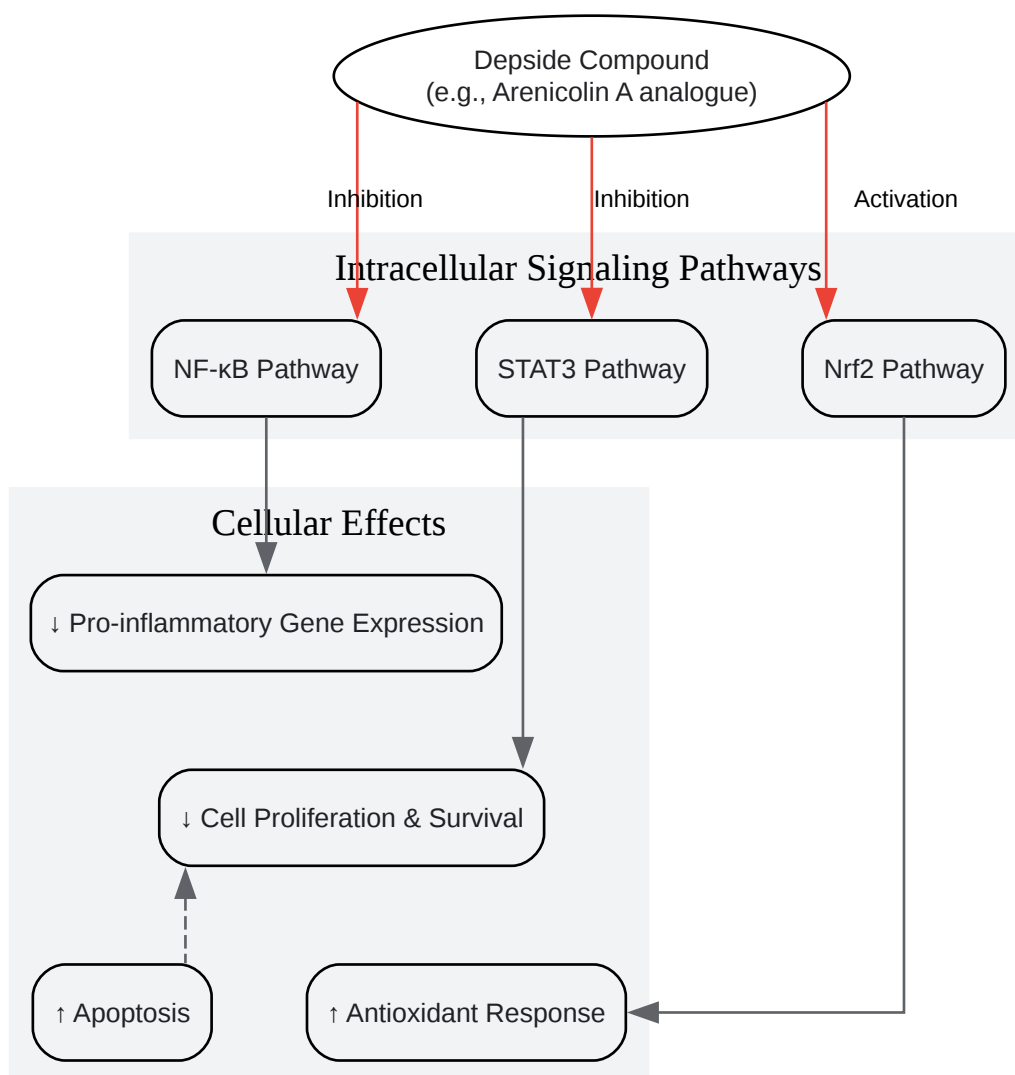 Depside Compound
(e.g., Arenicolin A analogue)
Inhibition
Inhibition
Activation
Intracellular Signaling Pathways
NF-κB Pathway
STAT3 Pathway
Nrf2 Pathway
Cellular Effects
↓ Pro-inflammatory Gene Expression
↓ Cell Proliferation & Survival
↑ Apoptosis
↑ Antioxidant Response